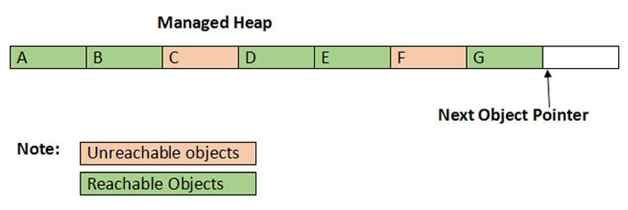 Managed Heap
A B C D E F G
Next Object Pointer
Note:
Unreachable objects
Reachable Objects